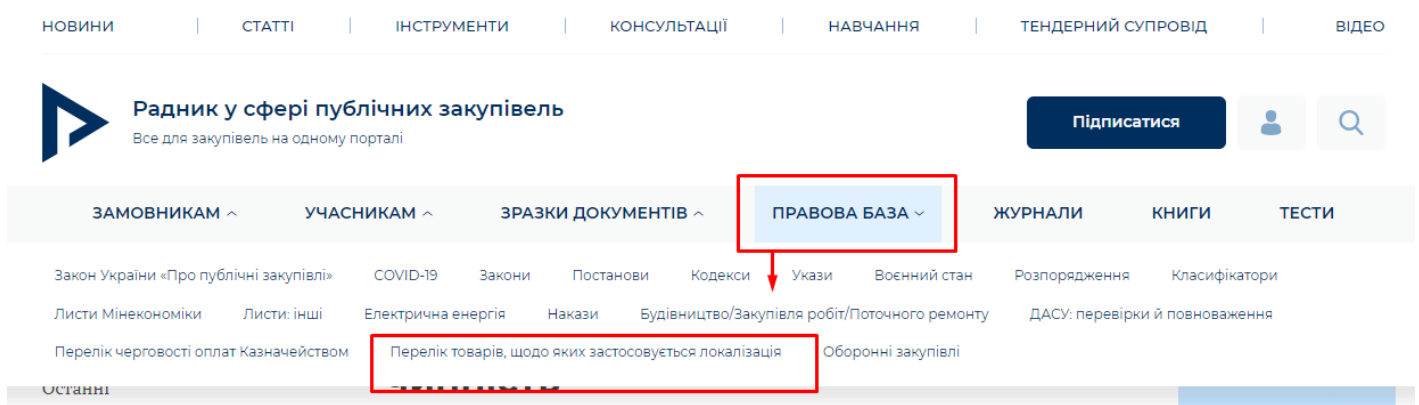 НОВИНИ СТАТТІ ІНСТРУМЕНТИ КОНСУЛЬТАЦІЇ НАВЧАННЯ ТЕНДЕРНИЙ СУПРОВІД ВІДЕО
Радник у сфері публічних закупівель
Все для закупівель на одному порталі
Підписатися
ЗАМОВНИКАМ УЧАСНИКАМ ЗРАЗКИ ДОКУМЕНТІВ ПРАВОВА БАЗА ЖУРНАЛИ КНИГИ ТЕСТИ
Закон України «Про публічні закупівлі» COVID-19 Закони Постанови Кодекси Укази Воєнний стан Розпорядження Класифікатори
Листи Мінекономіки Листи: інші Електрична енергія Накази Будівництво/Закупівля робіт/Поточного ремонту ДАСУ: перевірки й повноваження
Перелік черговості оплат Казначейством Перелік товарів, щодо яких застосовується локалізація Оборонні закупівлі
Останні